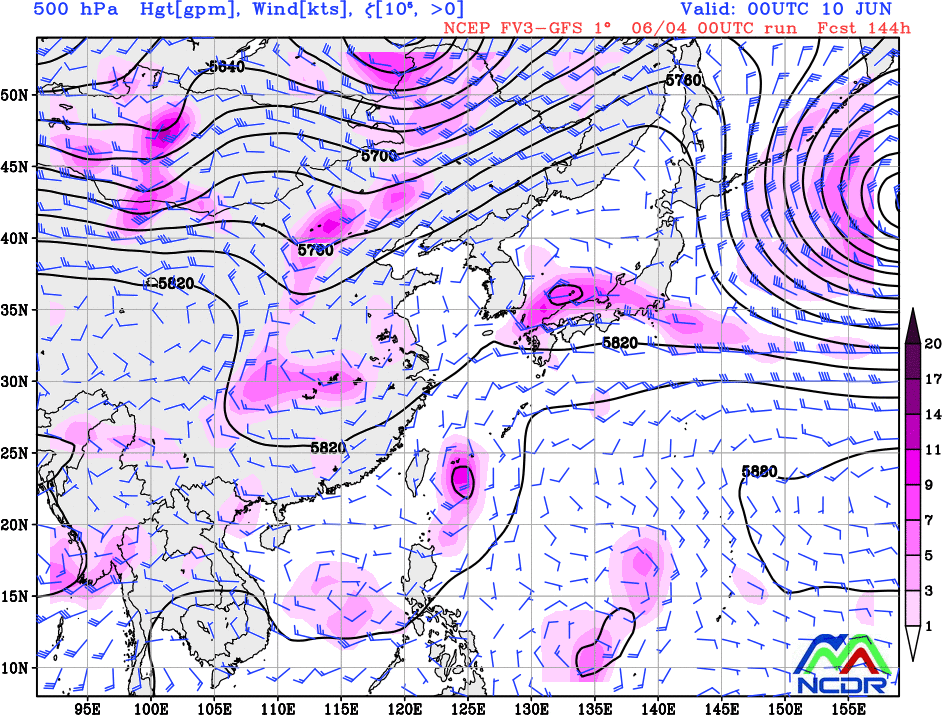 500 hPa Hgt[gpm], Wind[kts], ζ[10⁵, >0] Valid: 00UTC 10 JUN
NCEP FV3-GFS 1° 06/04 00UTC run Fcst 144h
5640
5760
50N
5700
45N
40N
5760
5820
35N
5820
30N
5820
25N
5880
20N
15N
10N
20
17
14
11
9
7
5
3
1
NCDR
95E 100E 105E 110E 115E 120E 125E 130E 135E 140E 145E 150E 155E